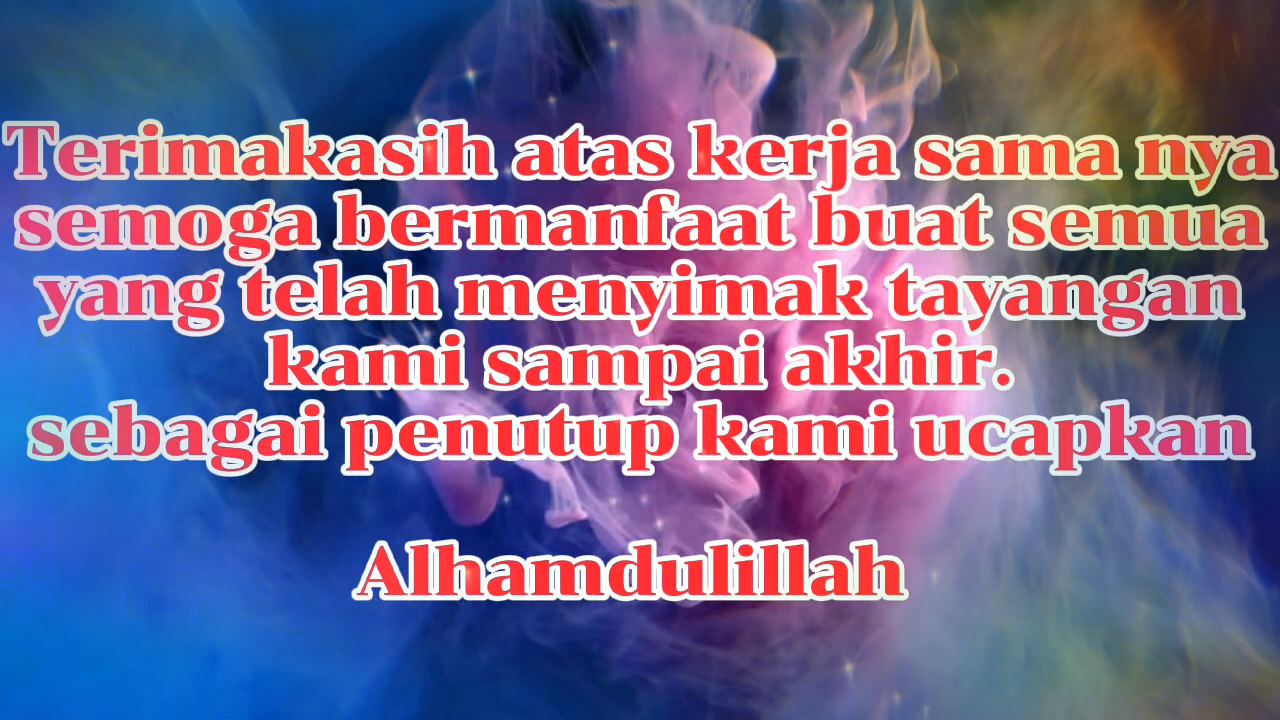 Terimakasih atas kerja sama nya
semoga bermanfaat buat semua
yang telah menyimak tayangan
kami sampai akhir.
sebagai penutup kami ucapkan
Alhamdulillah